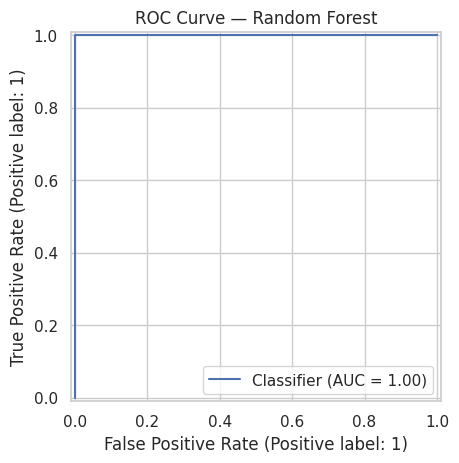 ROC Curve — Random Forest
True Positive Rate (Positive label: 1)
1.0
0.8
0.6
0.4
0.2
0.0
Classifier (AUC = 1.00)
0.0 0.2 0.4 0.6 0.8 1.0
False Positive Rate (Positive label: 1)